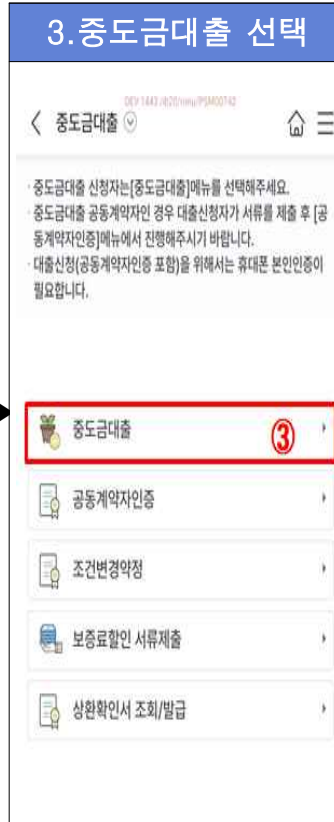 3.중도금대출 선택
중도금대출
· 중도금대출 신청자는[중도금대출]메뉴를 선택해주세요.
· 중도금대출 공동계약자인 경우 대출신청자가 서류를 제출 후 [공
동계약자인증]메뉴에서 진행해주시기 바랍니다.
· 대출신청(공동계약자인증 포함)을 위해서는 휴대폰 본인인증이
필요합니다.
중도금대출 ③
공동계약자인증
조건변경약정
보증료할인 서류제출
상환확인서 조회/발급